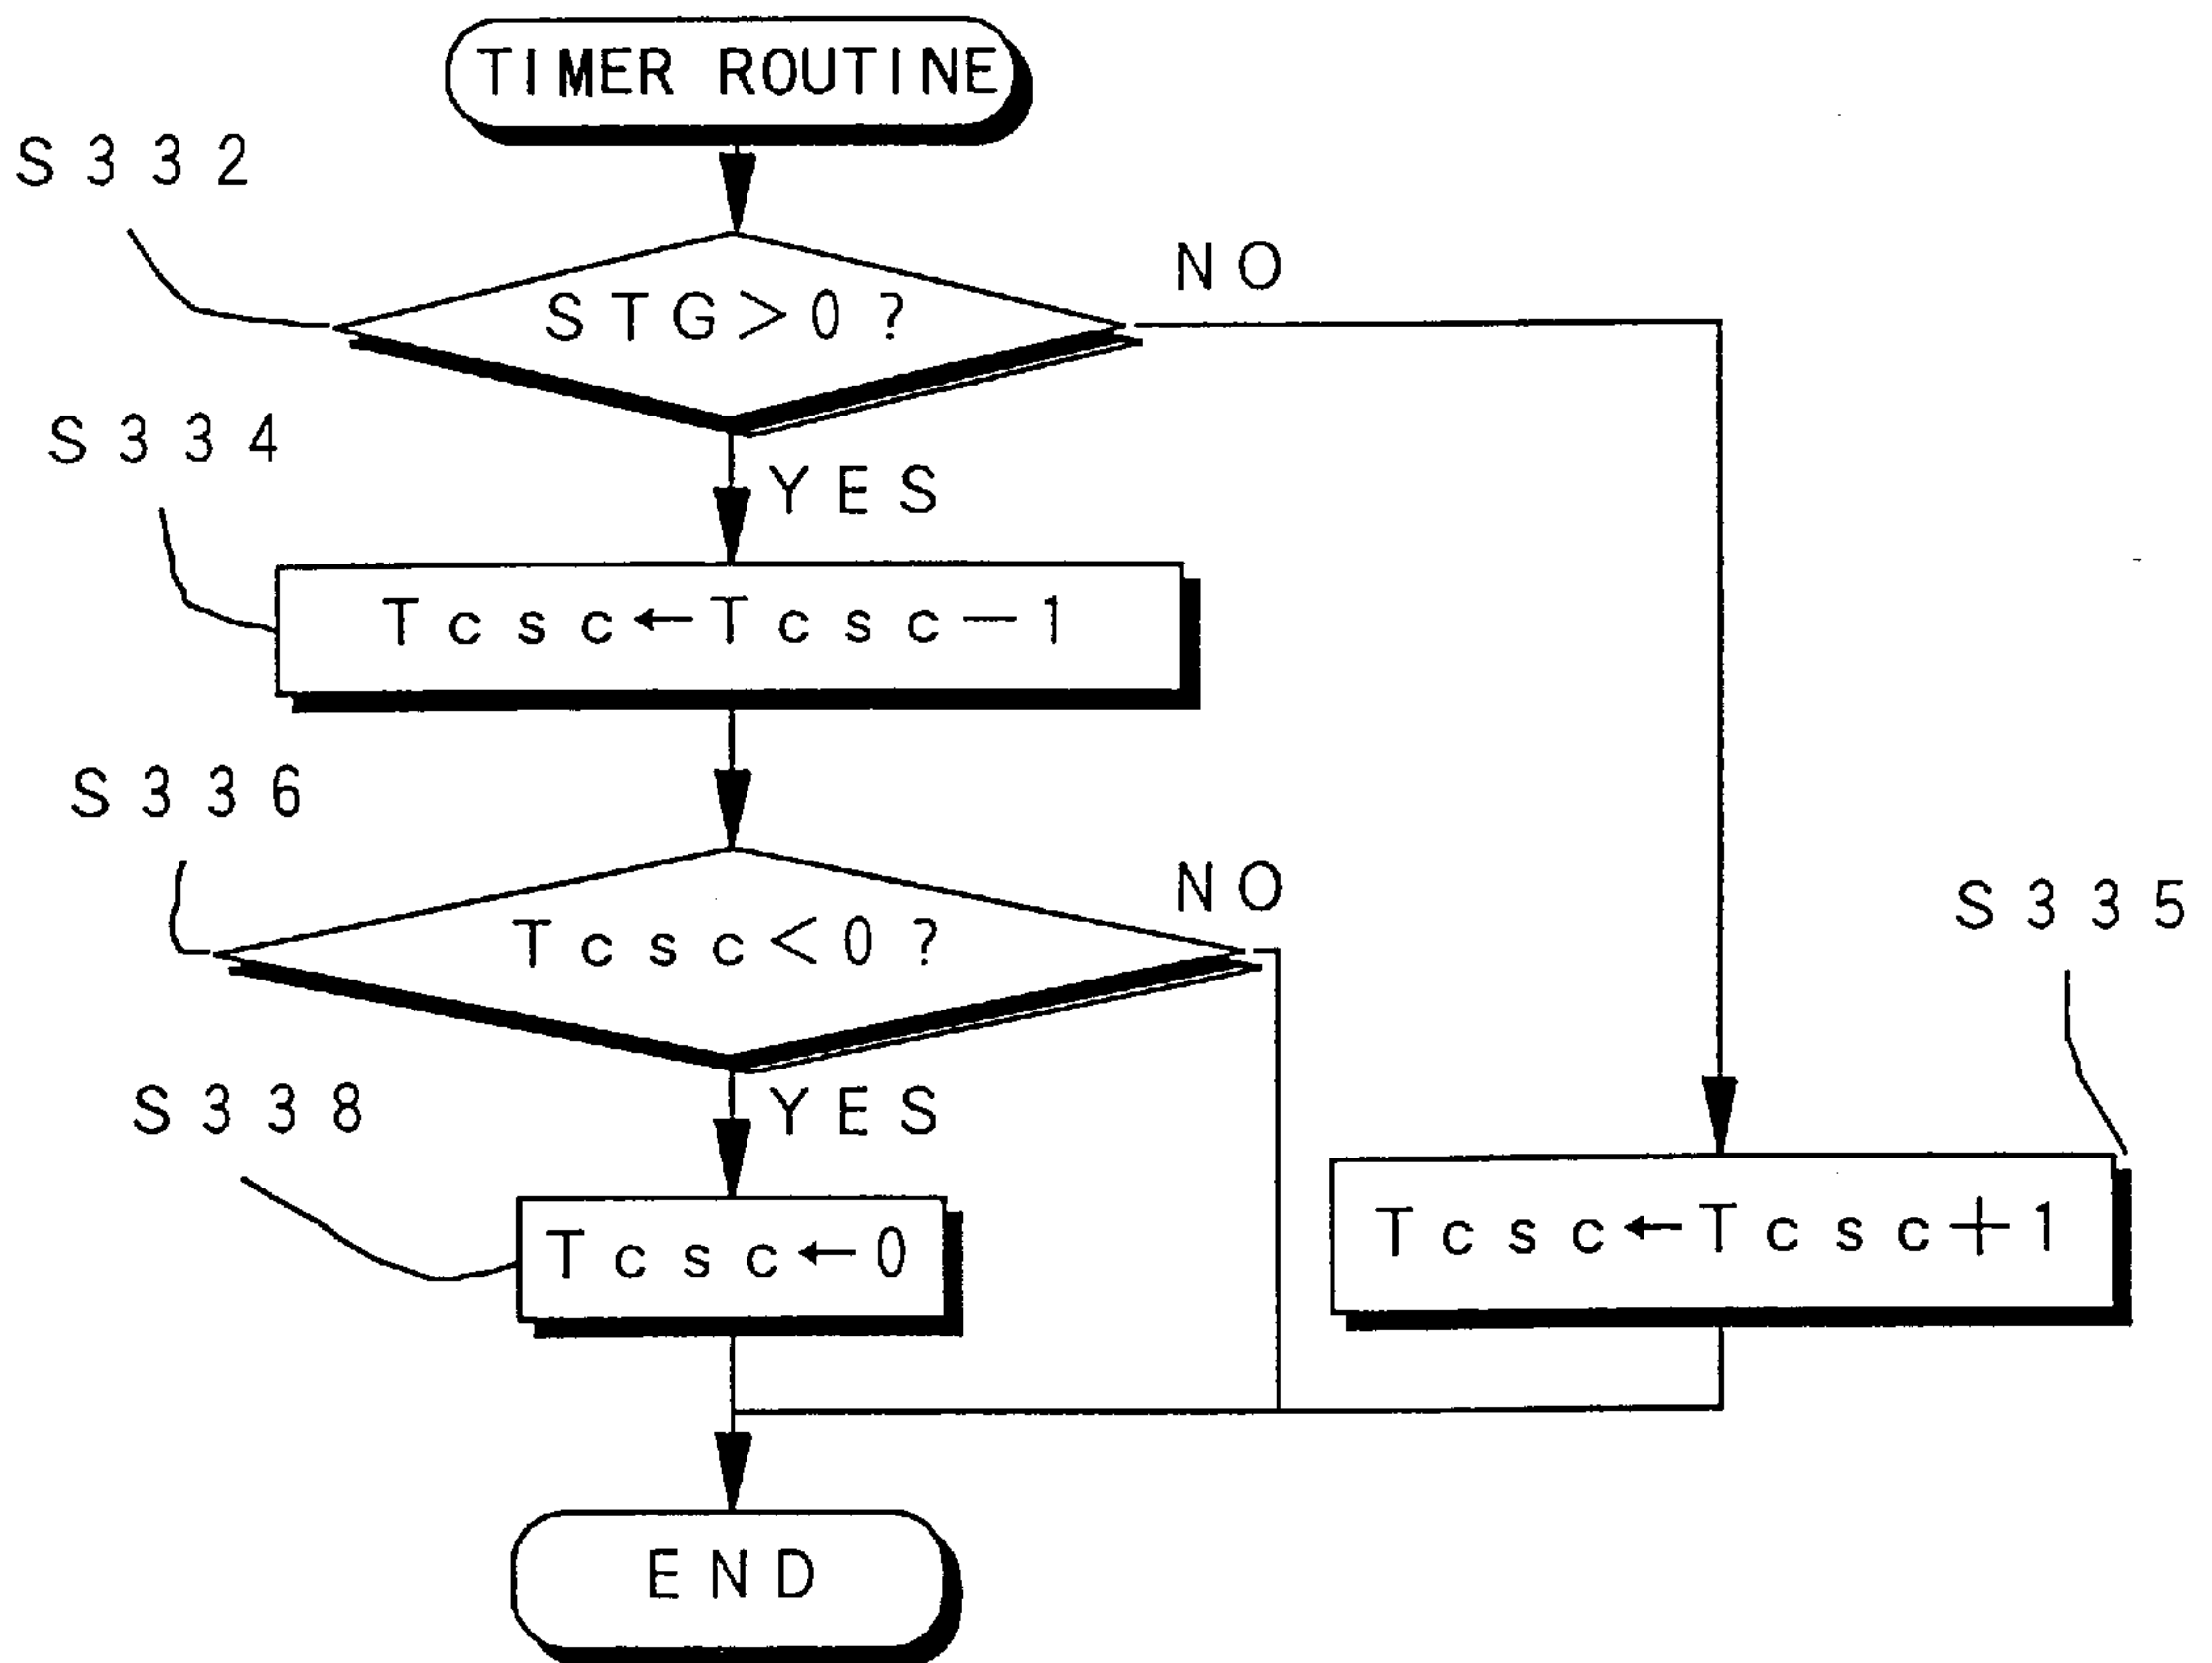 TIMER ROUTINE
S332
NO
STG>0?
S334
YES
Tcsc←Tcsc−1
S336
NO
Tcsc<0?
S335
S338
YES
Tcsc←0
Tcsc←Tcsc+1
END